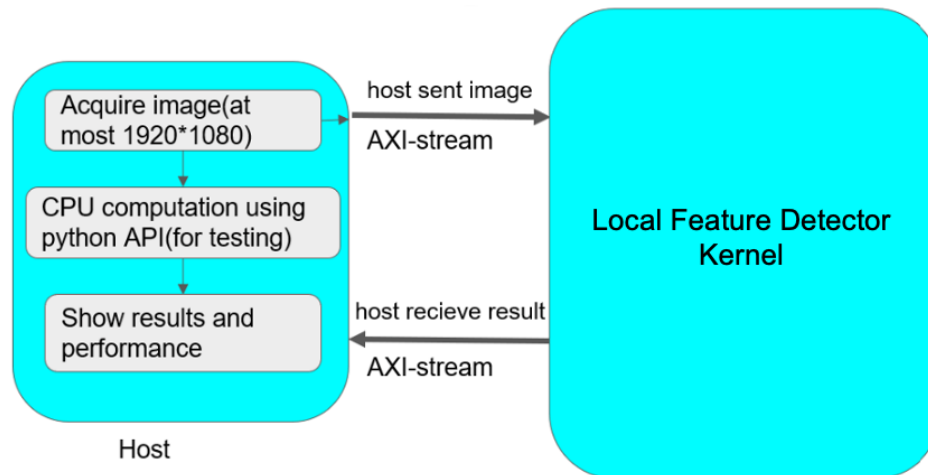 Acquire image(at
most 1920*1080)
CPU computation using
python API(for testing)
Show results and
performance
Host
host sent image
AXI-stream
host recieve result
AXI-stream
Local Feature Detector
Kernel